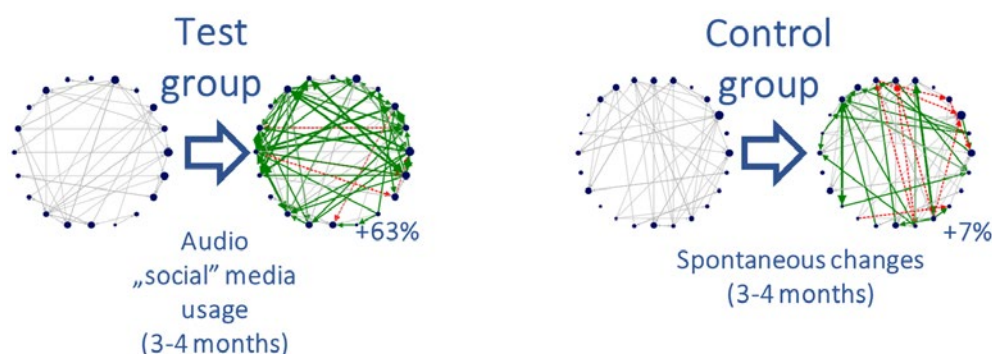 Test
group
+63%
Audio
„social” media
usage
(3-4 months)
Control
group
+7%
Spontaneous changes
(3-4 months)